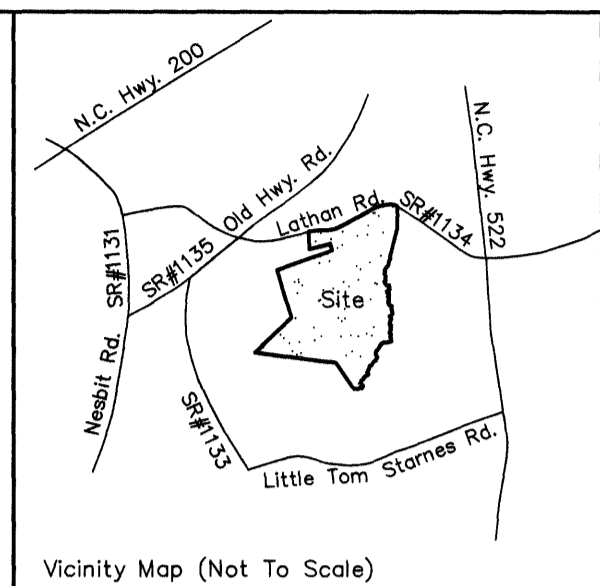 N.C. Hwy. 200
N.C. Hwy. 522
Old Hwy. Rd.
Lathan Rd.
SR#1134
SR#1131
SR#1135
Site
Nesbit Rd.
SR#1133
Little Tom Starnes Rd.
Vicinity Map (Not To Scale)